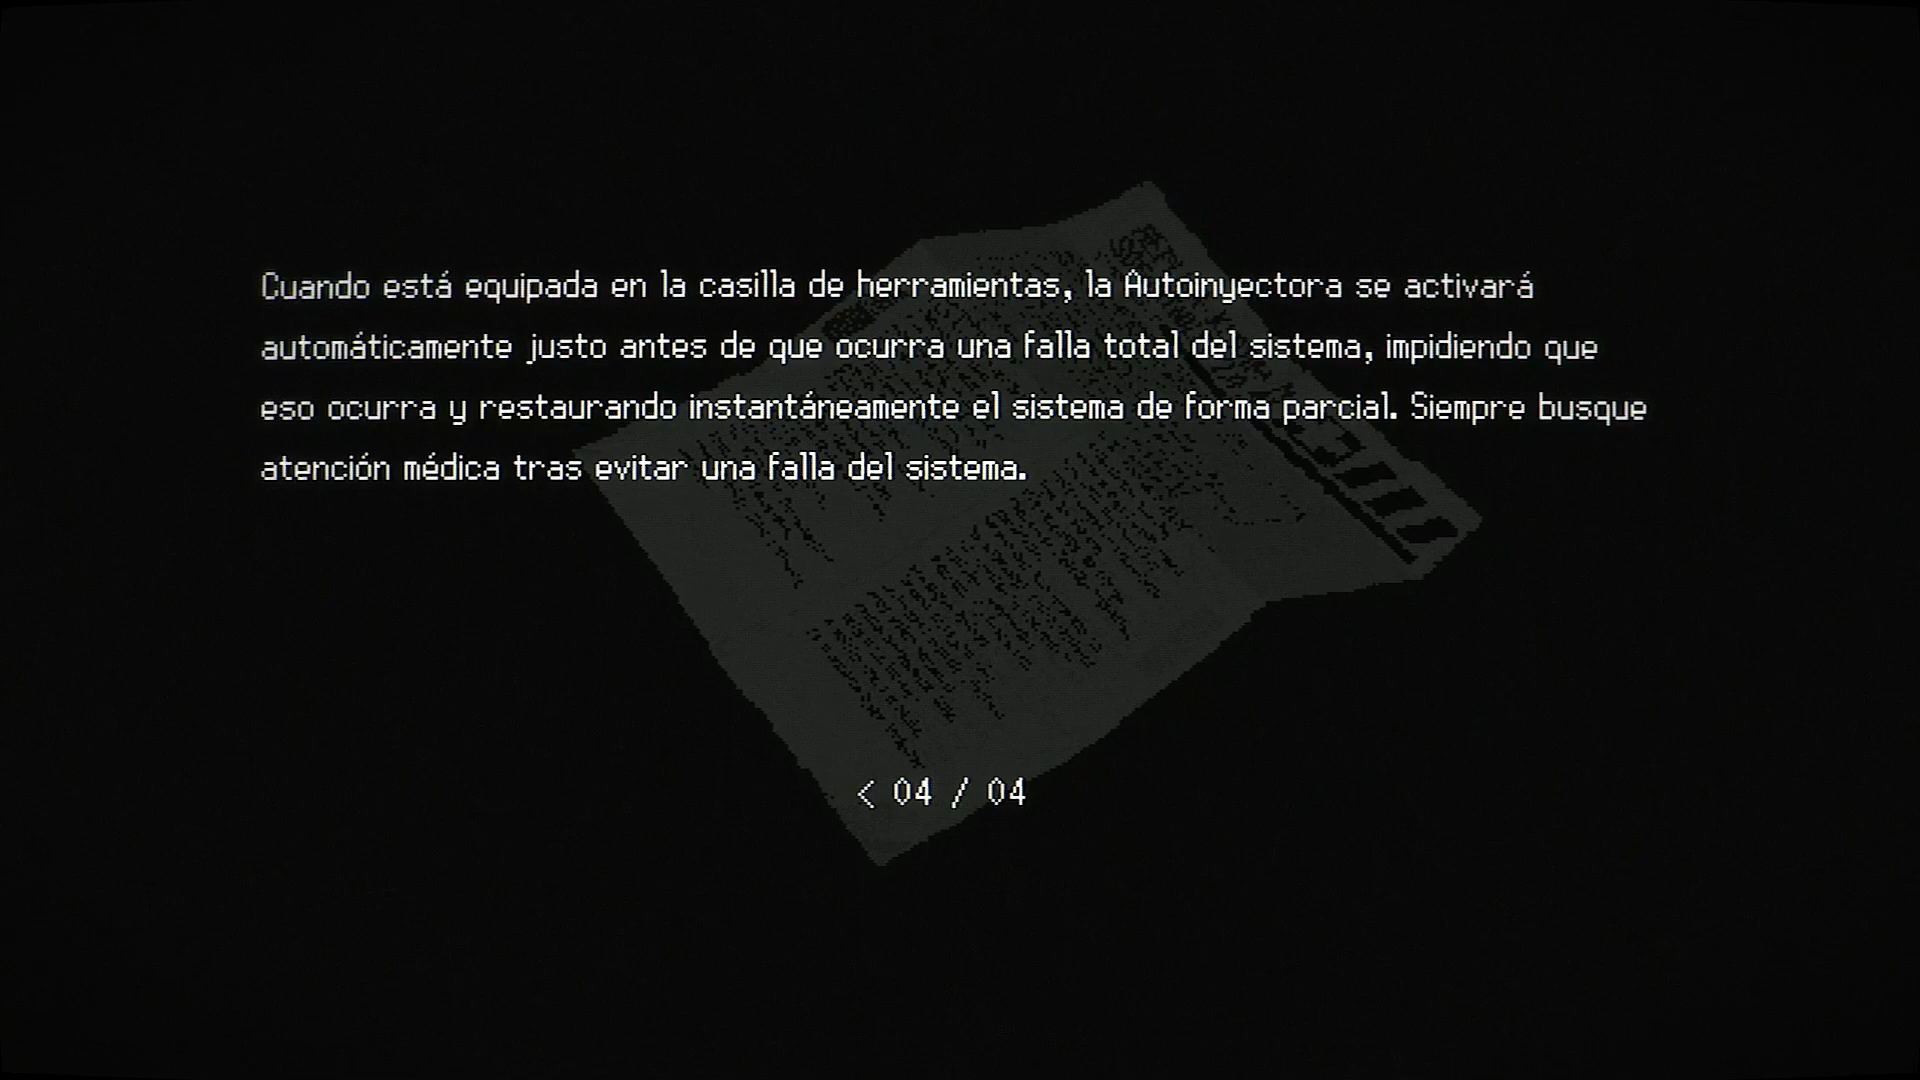 Cuando está equipada en la casilla de herramientas, la Autoinyectora se activará
automáticamente justo antes de que ocurra una falla total del sistema, impidiendo que
eso ocurra y restaurando instantáneamente el sistema de forma parcial. Siempre busque
atención médica tras evitar una falla del sistema.
< 04 / 04